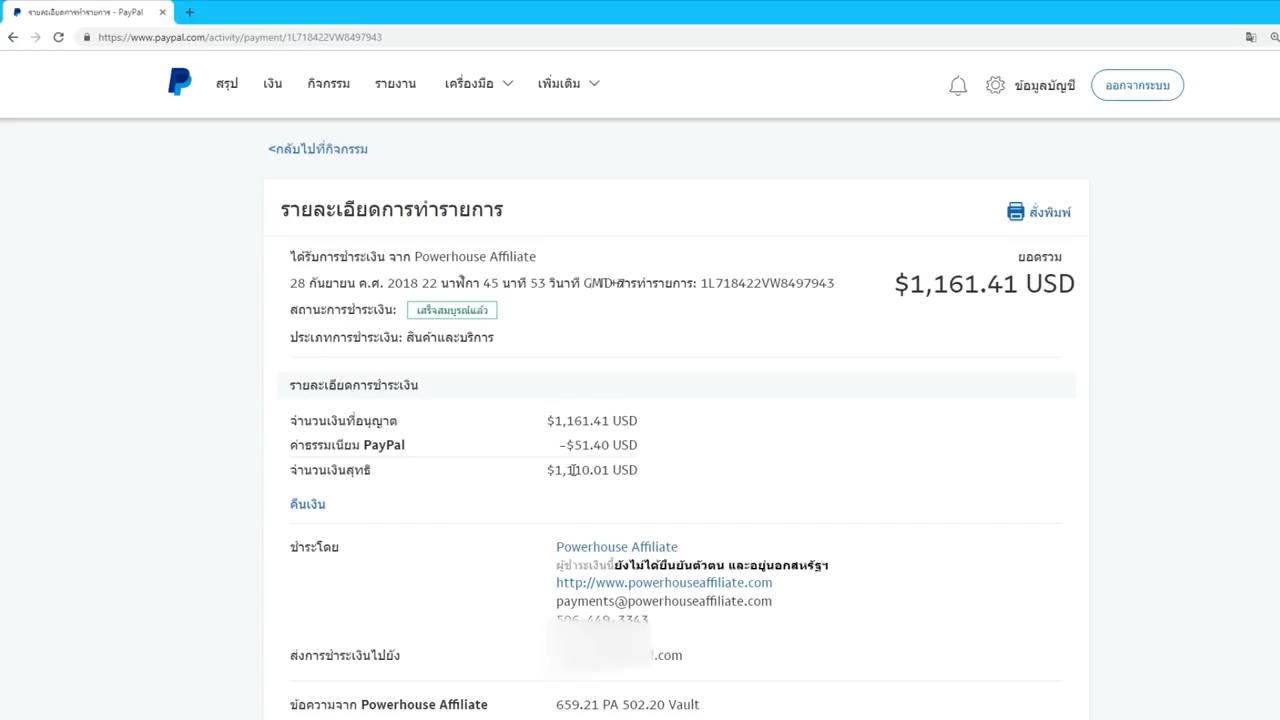 รายละเอียดการทำรายการ - PayPal
https://www.paypal.com/activity/payment/1L718422VW8497943
สรุป เงิน กิจกรรม รายงาน เครื่องมือ เพิ่มเติม ข้อมูลบัญชี ออกจากระบบ
<กลับไปที่กิจกรรม
รายละเอียดการทำรายการ สั่งพิมพ์
ได้รับการชำระเงิน จาก Powerhouse Affiliate ยอดรวม
28 กันยายน ค.ศ. 2018 22 นาฬิกา 45 นาที 53 วินาที การทำรายการ: 1L718422VW8497943 $1,161.41 USD
สถานะการชำระเงิน: เสร็จสมบูรณ์แล้ว
ประเภทการชำระเงิน: สินค้าและบริการ
รายละเอียดการชำระเงิน
จำนวนเงินที่อนุญาต $1,161.41 USD
ค่าธรรมเนียม PayPal -$51.40 USD
จำนวนเงินสุทธิ $1,110.01 USD
คืนเงิน
ชำระโดย Powerhouse Affiliate
ผู้ชำระเงินนี้ยังไม่ได้ยืนยันตัวตน และอยู่นอกสหรัฐฯ
http://www.powerhouseaffiliate.com
payments@powerhouseaffiliate.com
506-449-3343
ส่งการชำระเงินไปยัง .com
ข้อความจาก Powerhouse Affiliate 659.21 PA 502.20 Vault